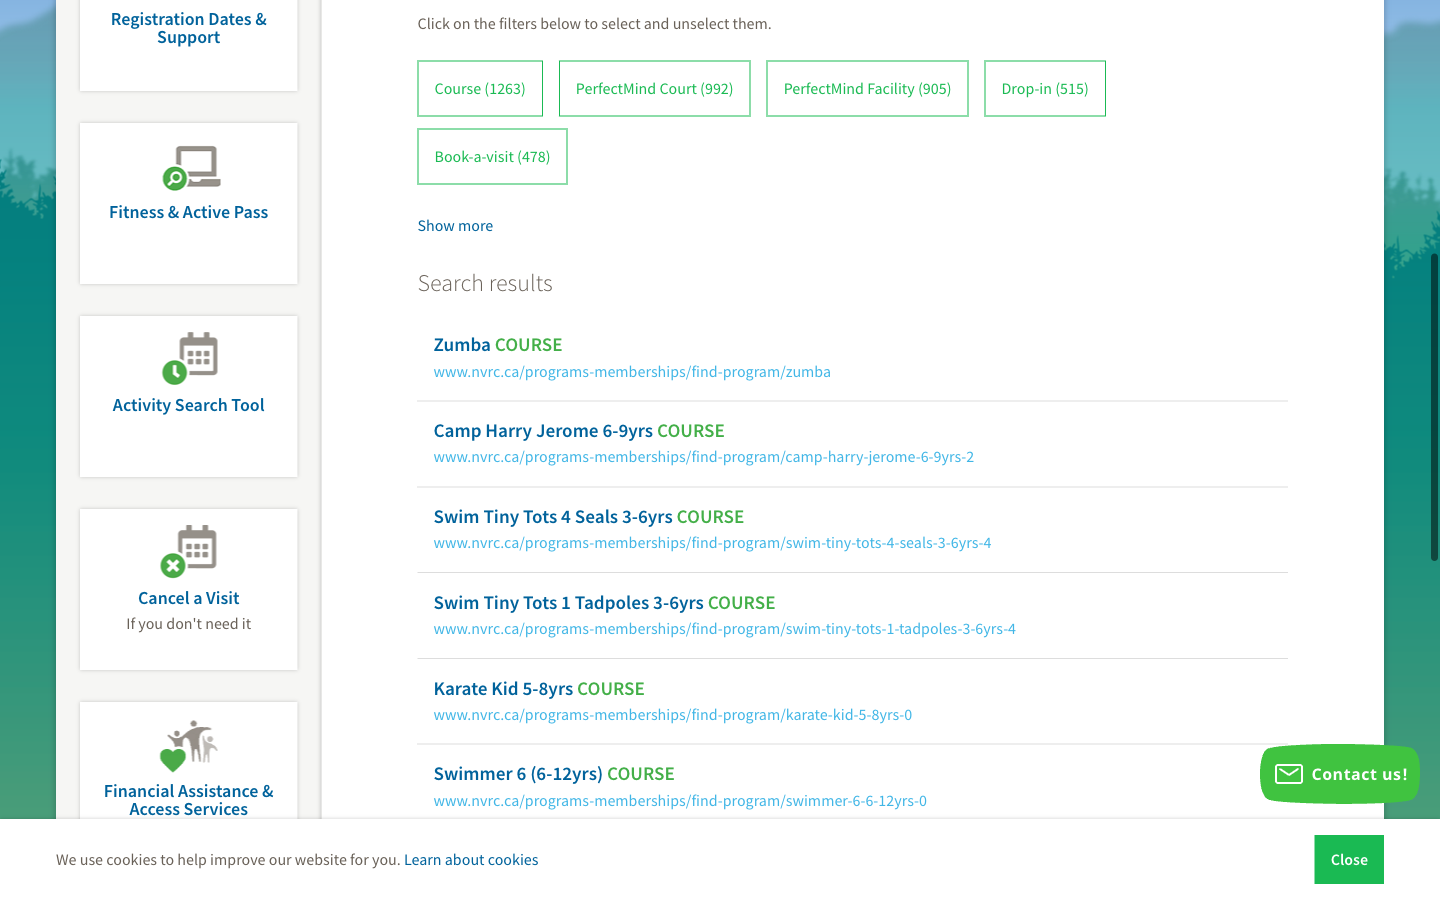 Registration Dates &
Support
Fitness & Active Pass
Activity Search Tool
Cancel a Visit
If you don't need it
Financial Assistance &
Access Services
Click on the filters below to select and unselect them.
Course (1263)
PerfectMind Court (992)
PerfectMind Facility (905)
Drop-in (515)
Book-a-visit (478)
Show more
Search results
Zumba COURSE
www.nvrc.ca/programs-memberships/find-program/zumba
Camp Harry Jerome 6-9yrs COURSE
www.nvrc.ca/programs-memberships/find-program/camp-harry-jerome-6-9yrs-2
Swim Tiny Tots 4 Seals 3-6yrs COURSE
www.nvrc.ca/programs-memberships/find-program/swim-tiny-tots-4-seals-3-6yrs-4
Swim Tiny Tots 1 Tadpoles 3-6yrs COURSE
www.nvrc.ca/programs-memberships/find-program/swim-tiny-tots-1-tadpoles-3-6yrs-4
Karate Kid 5-8yrs COURSE
www.nvrc.ca/programs-memberships/find-program/karate-kid-5-8yrs-0
Swimmer 6 (6-12yrs) COURSE
www.nvrc.ca/programs-memberships/find-program/swimmer-6-6-12yrs-0
Contact us!
We use cookies to help improve our website for you. Learn about cookies
Close